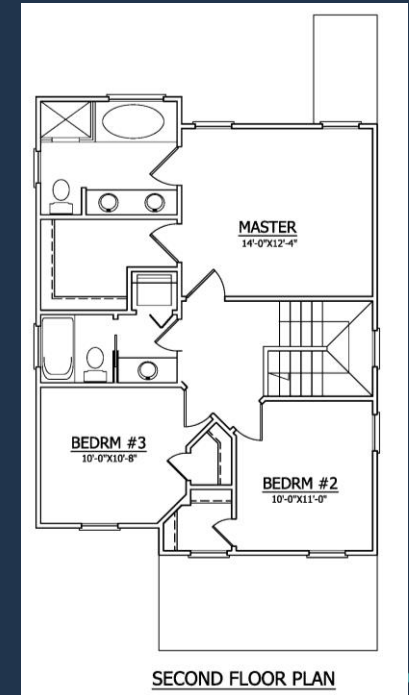 MASTER
14'-0"X12'-4"
BEDRM #3
10'-0"X10'-8"
BEDRM #2
10'-0"X11'-0"
SECOND FLOOR PLAN